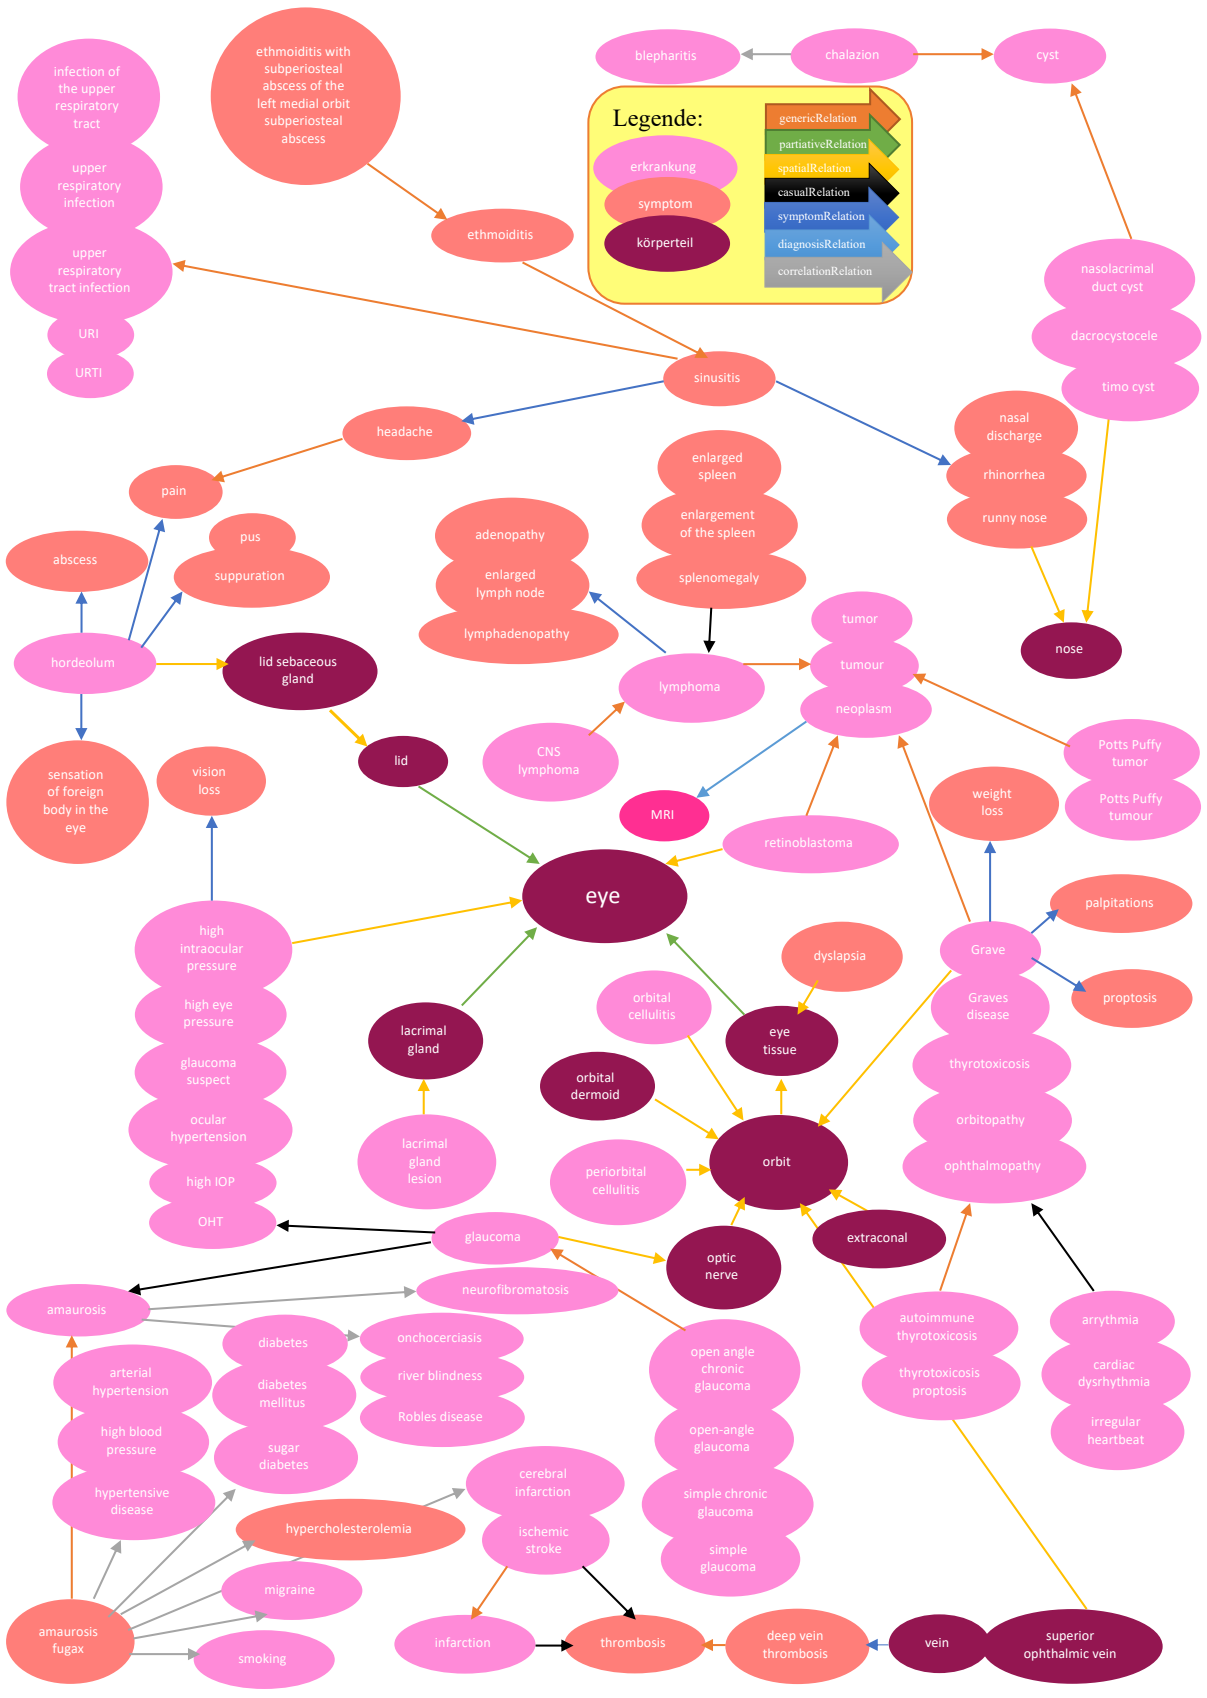 infection of
the upper
respiratory
tract
upper
respiratory
infection
upper
respiratory
tract infection
URI
URTI
ethmoiditis with
subperiosteal
abscess of the
left medial orbit
subperiosteal
abscess
ethmoiditis
blepharitis
chalazion
cyst
Legende:
erkrankung
symptom
körperteil
genericRelation
partiativeRelation
spatialRelation
casualRelation
symptomRelation
diagnosisRelation
correlationRelation
nasolacrimal
duct cyst
dacrocystocele
timo cyst
sinusitis
headache
pain
nasal
discharge
rhinorrhea
runny nose
nose
enlarged
spleen
enlargement
of the spleen
splenomegaly
adenopathy
enlarged
lymph node
lymphadenopathy
abscess
pus
suppuration
hordeolum
lid sebaceous
gland
lid
sensation
of foreign
body in the
eye
vision
loss
lymphoma
CNS
lymphoma
tumor
tumour
neoplasm
MRI
retinoblastoma
Potts Puffy
tumor
Potts Puffy
tumour
weight
loss
palpitations
proptosis
eye
high
intraocular
pressure
high eye
pressure
glaucoma
suspect
ocular
hypertension
high IOP
OHT
lacrimal
gland
lacrimal
gland
lesion
orbital
cellulitis
orbital
dermoid
periorbital
cellulitis
dyslapsia
eye
tissue
orbit
optic
nerve
extraconal
Grave
Graves
disease
thyrotoxicosis
orbitopathy
ophthalmopathy
glaucoma
amaurosis
neurofibromatosis
onchocerciasis
river blindness
Robles disease
diabetes
diabetes
mellitus
sugar
diabetes
arterial
hypertension
high blood
pressure
hypertensive
disease
open angle
chronic
glaucoma
open-angle
glaucoma
simple chronic
glaucoma
simple
glaucoma
autoimmune
thyrotoxicosis
thyrotoxicosis
proptosis
arrythmia
cardiac
dysrhythmia
irregular
heartbeat
cerebral
infarction
ischemic
stroke
hypercholesterolemia
migraine
smoking
amaurosis
fugax
infarction
thrombosis
deep vein
thrombosis
vein
superior
ophthalmic vein